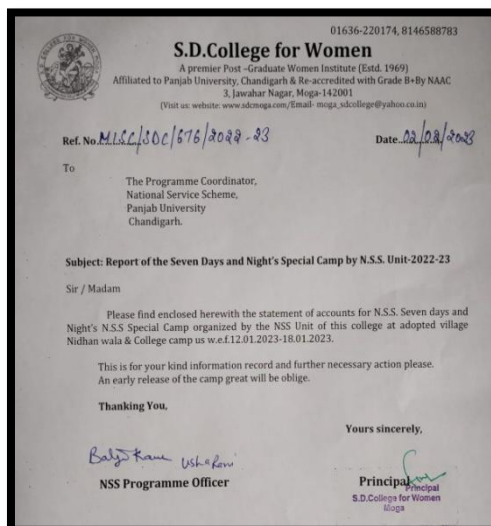 01636-220174, 8146588783
S.D.College for Women
A premier Post –Graduate Women Institute (Estd. 1969)
Affiliated to Panjab University, Chandigarh & Re-accredited with Grade B+By NAAC
3, Jawahar Nagar, Moga-142001
(Visit us: website: www.sdcmoga.com/Email- moga_sdcollege@yahoo.co.in)
Ref. No.MISC/SDC/676/2022-23 Date..02/02/2023
To
The Programme Coordinator,
National Service Scheme,
Panjab University
Chandigarh.
Subject: Report of the Seven Days and Night's Special Camp by N.S.S. Unit-2022-23
Sir / Madam
Please find enclosed herewith the statement of accounts for N.S.S. Seven days and
Night's N.S.S Special Camp organized by the NSS Unit of this college at adopted village
Nidhan wala & College camp us w.e.f.12.01.2023-18.01.2023.
This is for your kind information record and further necessary action please.
An early release of the camp great will be oblige.
Thanking You,
Yours sincerely,
Usha Rani
NSS Programme Officer Principal
Principal
S.D.College for Women
Moga